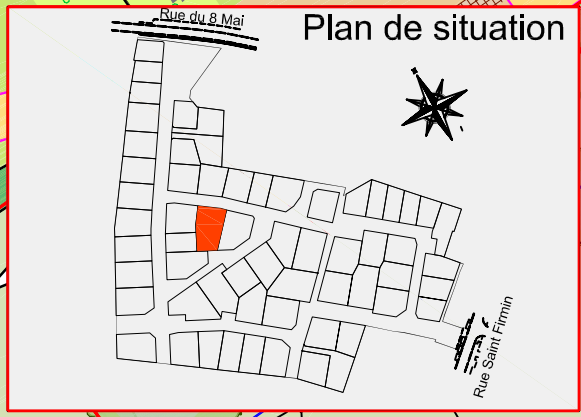 Rue du 8 Mai
Plan de situation
Rue Saint Firmin